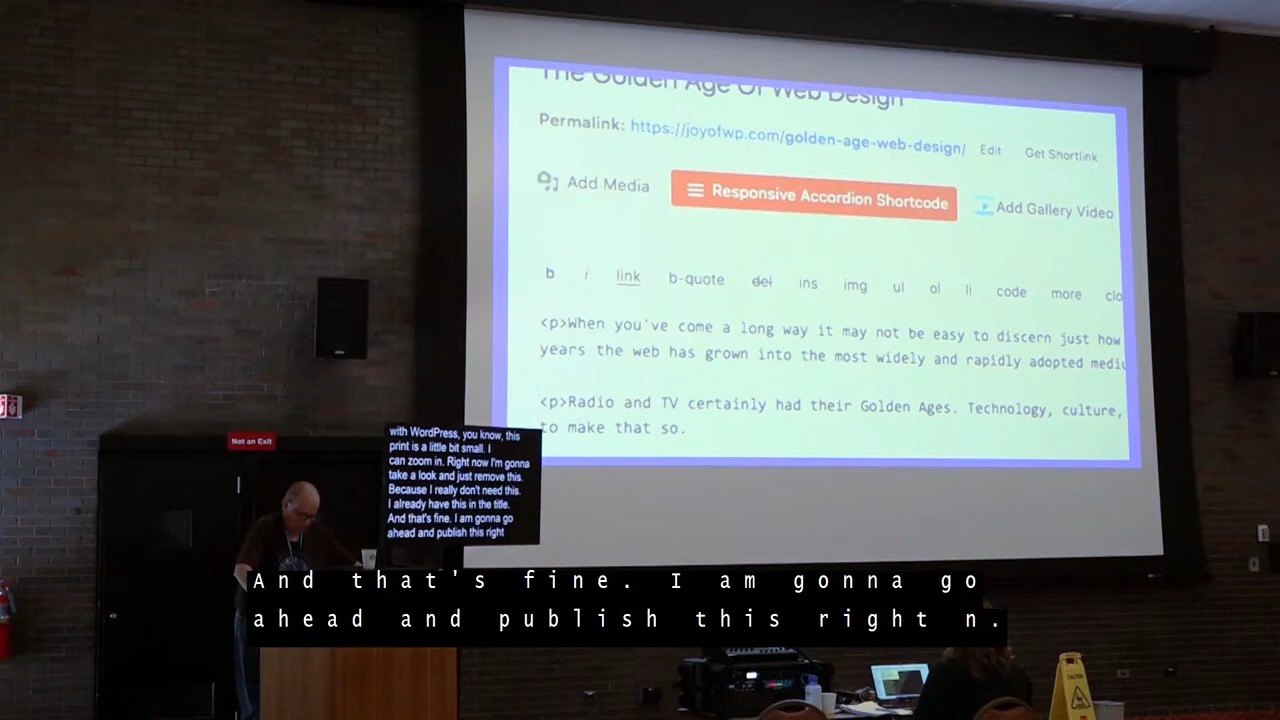 The Golden Age Of Web Design
Permalink: https://joyofwp.com/golden-age-web-design/ Edit Get Shortlink
Add Media Responsive Accordion Shortcode Add Gallery Video
b i link b-quote del ins img ul ol li code more clo
<p>When you've come a long way it may not be easy to discern just how
years the web has grown into the most widely and rapidly adopted mediu
<p>Radio and TV certainly had their Golden Ages. Technology, culture,
to make that so.
Not an Exit
with WordPress, you know, this
print is a little bit small. I
can zoom in. Right now I'm gonna
take a look and just remove this.
Because I really don't need this.
I already have this in the title.
And that's fine. I am gonna go
ahead and publish this right
And that's fine. I am gonna go
ahead and publish this right n.
CAUTION